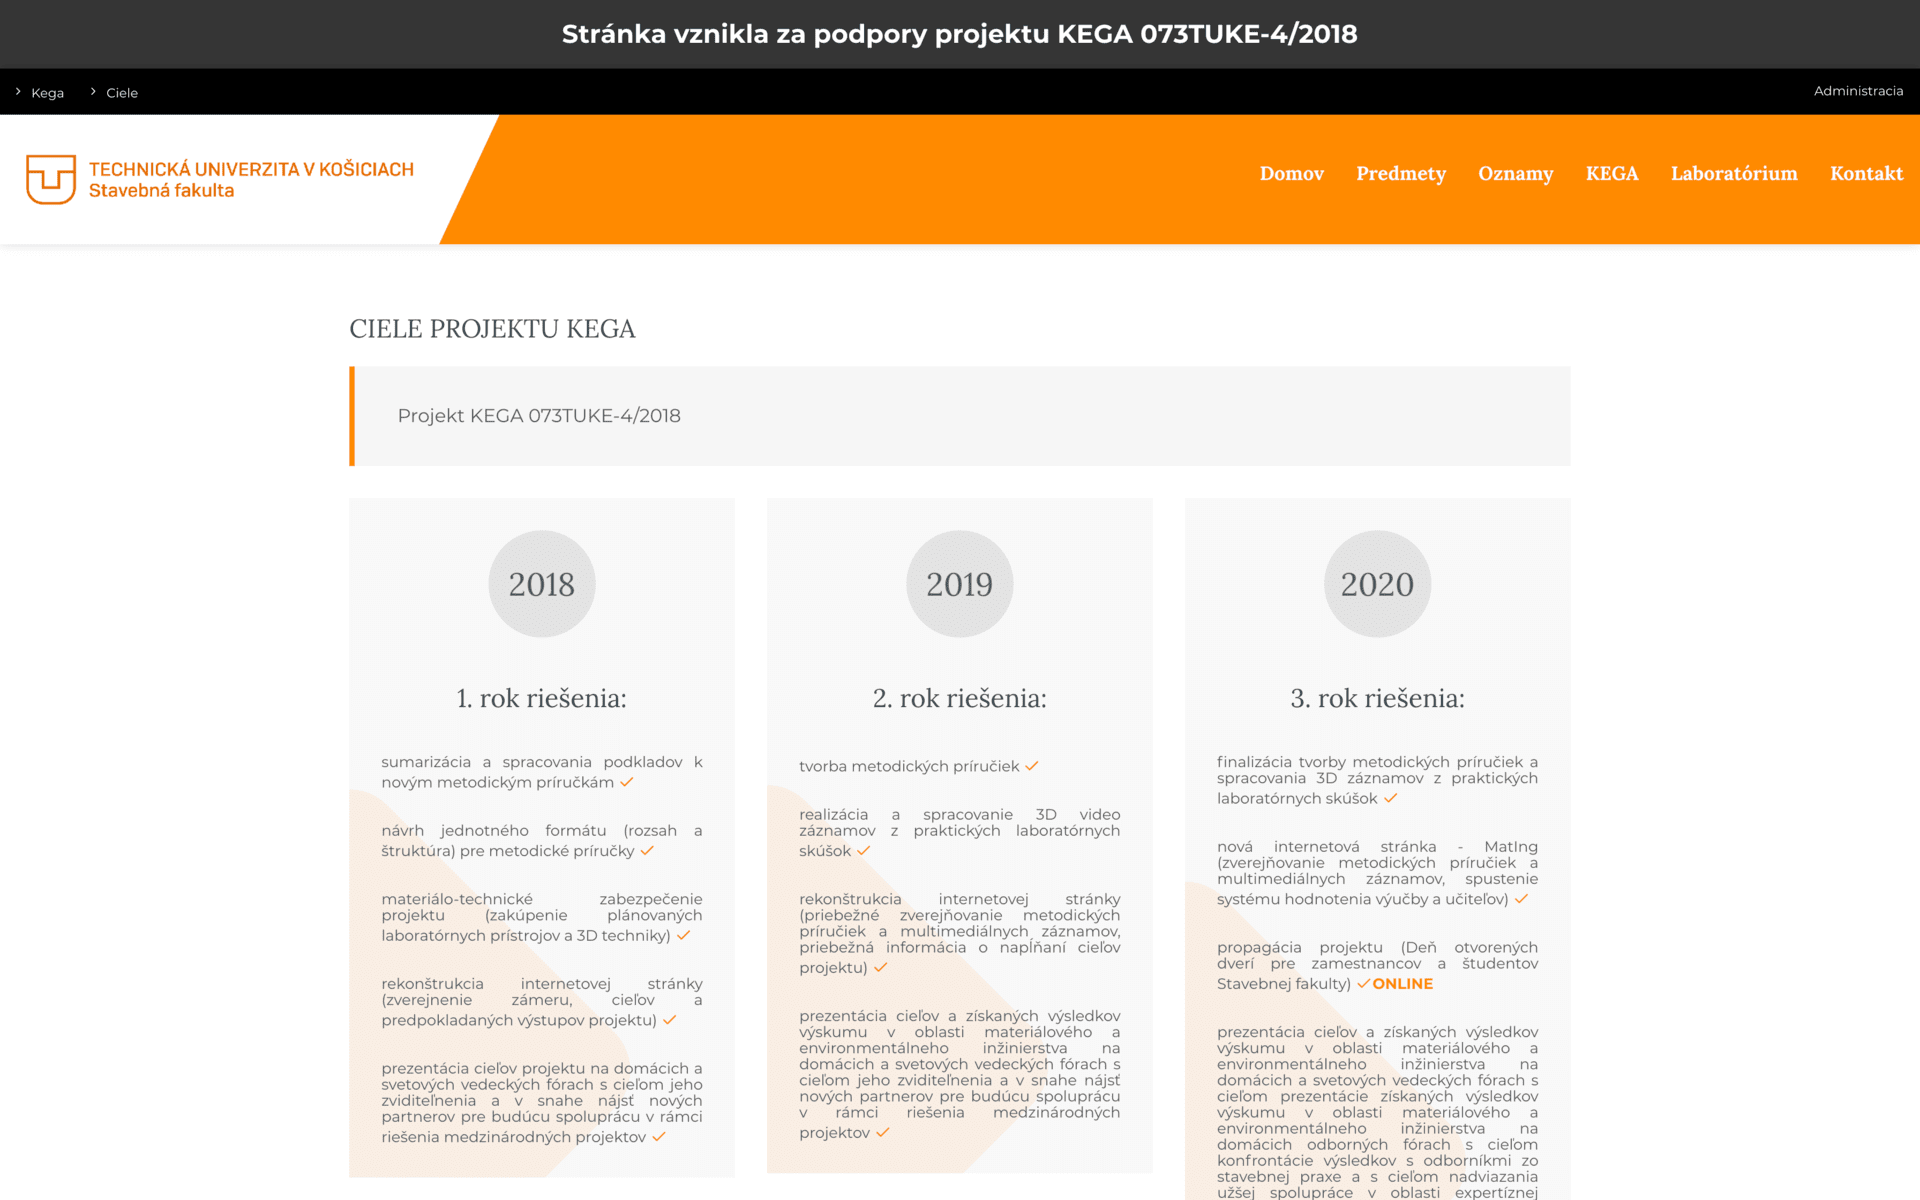 Stránka vznikla za podpory projektu KEGA 073TUKE-4/2018
Kega
Ciele
Administracia
TECHNICKÁ UNIVERZITA V KOŠICIACH
Stavebná fakulta
Domov
Predmety
Oznamy
KEGA
Laboratórium
Kontakt
CIELE PROJEKTU KEGA
Projekt KEGA 073TUKE-4/2018
2018
1. rok riešenia:
sumarizácia a spracovania podkladov k
novým metodickým príručkám
návrh jednotného formátu (rozsah a
štruktúra) pre metodické príručky
materiálo-technické zabezpečenie
projektu (zakúpenie plánovaných
laboratórnych prístrojov a 3D techniky)
rekonštrukcia internetovej stránky
(zverejnenie zámeru, cieľov a
predpokladaných výstupov projektu)
prezentácia cieľov projektu na domácich a
svetových vedeckých fórach s cieľom jeho
zviditeľnenia a v snahe nájsť nových
partnerov pre budúcu spoluprácu v rámci
riešenia medzinárodných projektov
2019
2. rok riešenia:
tvorba metodických príručiek
realizácia a spracovanie 3D video
záznamov z praktických laboratórnych
skúšok
rekonštrukcia internetovej stránky
(priebežné zverejňovanie metodických
príručiek a multimediálnych záznamov,
priebežná informácia o napĺňaní cieľov
projektu)
prezentácia cieľov a získaných výsledkov
výskumu v oblasti materiálového a
environmentálneho inžinierstva na
domácich a svetových vedeckých fórach s
cieľom jeho zviditeľnenia a v snahe nájsť
nových partnerov pre budúcu spoluprácu
v rámci riešenia medzinárodných
projektov
2020
3. rok riešenia:
finalizácia tvorby metodických príručiek a
spracovania 3D záznamov z praktických
laboratórnych skúšok
nová internetová stránka - MatIng
(zverejňovanie metodických príručiek a
multimediálnych záznamov, spustenie
systému hodnotenia výučby a učiteľov)
propagácia projektu (Deň otvorených
dverí pre zamestnancov a študentov
Stavebnej fakulty) ONLINE
prezentácia cieľov a získaných výsledkov
výskumu v oblasti materiálového a
environmentálneho inžinierstva na
domácich a svetových vedeckých fórach s
cieľom prezentácie získaných výsledkov
výskumu v oblasti materiálového a
environmentálneho inžinierstva na
domácich odborných fórach s cieľom
konfrontácie výsledkov s odborníkmi zo
stavebnej praxe a s cieľom nadviazania
užšej spolupráce v oblasti expertíznej